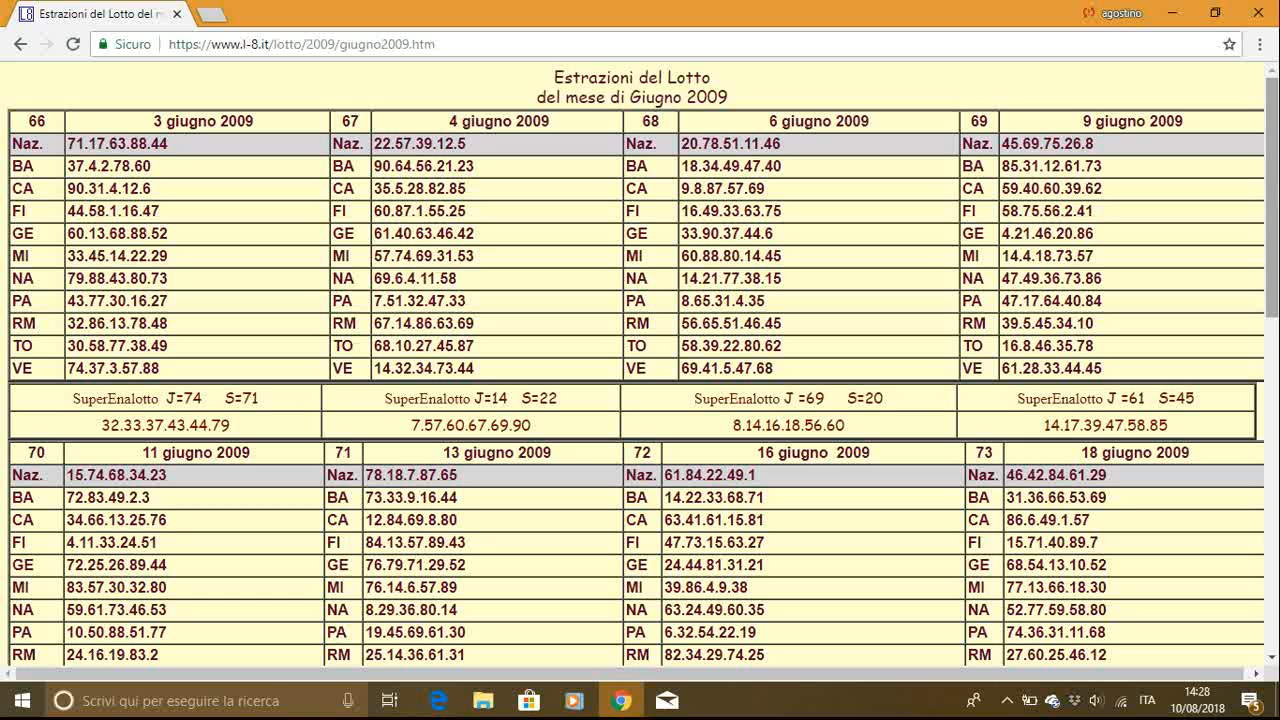 Estrazioni del Lotto del m
agostino
Sicuro https://www.l-8.it/lotto/2009/giugno2009.htm
Estrazioni del Lotto
del mese di Giugno 2009
66 3 giugno 2009 67 4 giugno 2009 68 6 giugno 2009 69 9 giugno 2009
Naz. 71.17.63.88.44 Naz. 22.57.39.12.5 Naz. 20.78.51.11.46 Naz. 45.69.75.26.8
BA 37.4.2.78.60 BA 90.64.56.21.23 BA 18.34.49.47.40 BA 85.31.12.61.73
CA 90.31.4.12.6 CA 35.5.28.82.85 CA 9.8.87.57.69 CA 59.40.60.39.62
FI 44.58.1.16.47 FI 60.87.1.55.25 FI 16.49.33.63.75 FI 58.75.56.2.41
GE 60.13.68.88.52 GE 61.40.63.46.42 GE 33.90.37.44.6 GE 4.21.46.20.86
MI 33.45.14.22.29 MI 57.74.69.31.53 MI 60.88.80.14.45 MI 14.4.18.73.57
NA 79.88.43.80.73 NA 69.6.4.11.58 NA 14.21.77.38.15 NA 47.49.36.73.86
PA 43.77.30.16.27 PA 7.51.32.47.33 PA 8.65.31.4.35 PA 47.17.64.40.84
RM 32.86.13.78.48 RM 67.14.86.63.69 RM 56.65.51.46.45 RM 39.5.45.34.10
TO 30.58.77.38.49 TO 68.10.27.45.87 TO 58.39.22.80.62 TO 16.8.46.35.78
VE 74.37.3.57.88 VE 14.32.34.73.44 VE 69.41.5.47.68 VE 61.28.33.44.45
SuperEnalotto J=74 S=71 SuperEnalotto J=14 S=22 SuperEnalotto J =69 S=20 SuperEnalotto J =61 S=45
32.33.37.43.44.79 7.57.60.67.69.90 8.14.16.18.56.60 14.17.39.47.58.85
70 11 giugno 2009 71 13 giugno 2009 72 16 giugno 2009 73 18 giugno 2009
Naz. 15.74.68.34.23 Naz. 78.18.7.87.65 Naz. 61.84.22.49.1 Naz. 46.42.84.61.29
BA 72.83.49.2.3 BA 73.33.9.16.44 BA 14.22.33.68.71 BA 31.36.66.53.69
CA 34.66.13.25.76 CA 12.84.69.8.80 CA 63.41.61.15.81 CA 86.6.49.1.57
FI 4.11.33.24.51 FI 84.13.57.89.43 FI 47.73.15.63.27 FI 15.71.40.89.7
GE 72.25.26.89.44 GE 76.79.71.29.52 GE 24.44.81.31.21 GE 68.54.13.10.52
MI 83.57.30.32.80 MI 76.14.6.57.89 MI 39.86.4.9.38 MI 77.13.66.18.30
NA 59.61.73.46.53 NA 8.29.36.80.14 NA 63.24.49.60.35 NA 52.77.59.58.80
PA 10.50.88.51.77 PA 19.45.69.61.30 PA 6.32.54.22.19 PA 74.36.31.11.68
RM 24.16.19.83.2 RM 25.14.36.61.31 RM 82.34.29.74.25 RM 27.60.25.46.12
Scrivi qui per eseguire la ricerca
ITA
14:28
10/08/2018
5